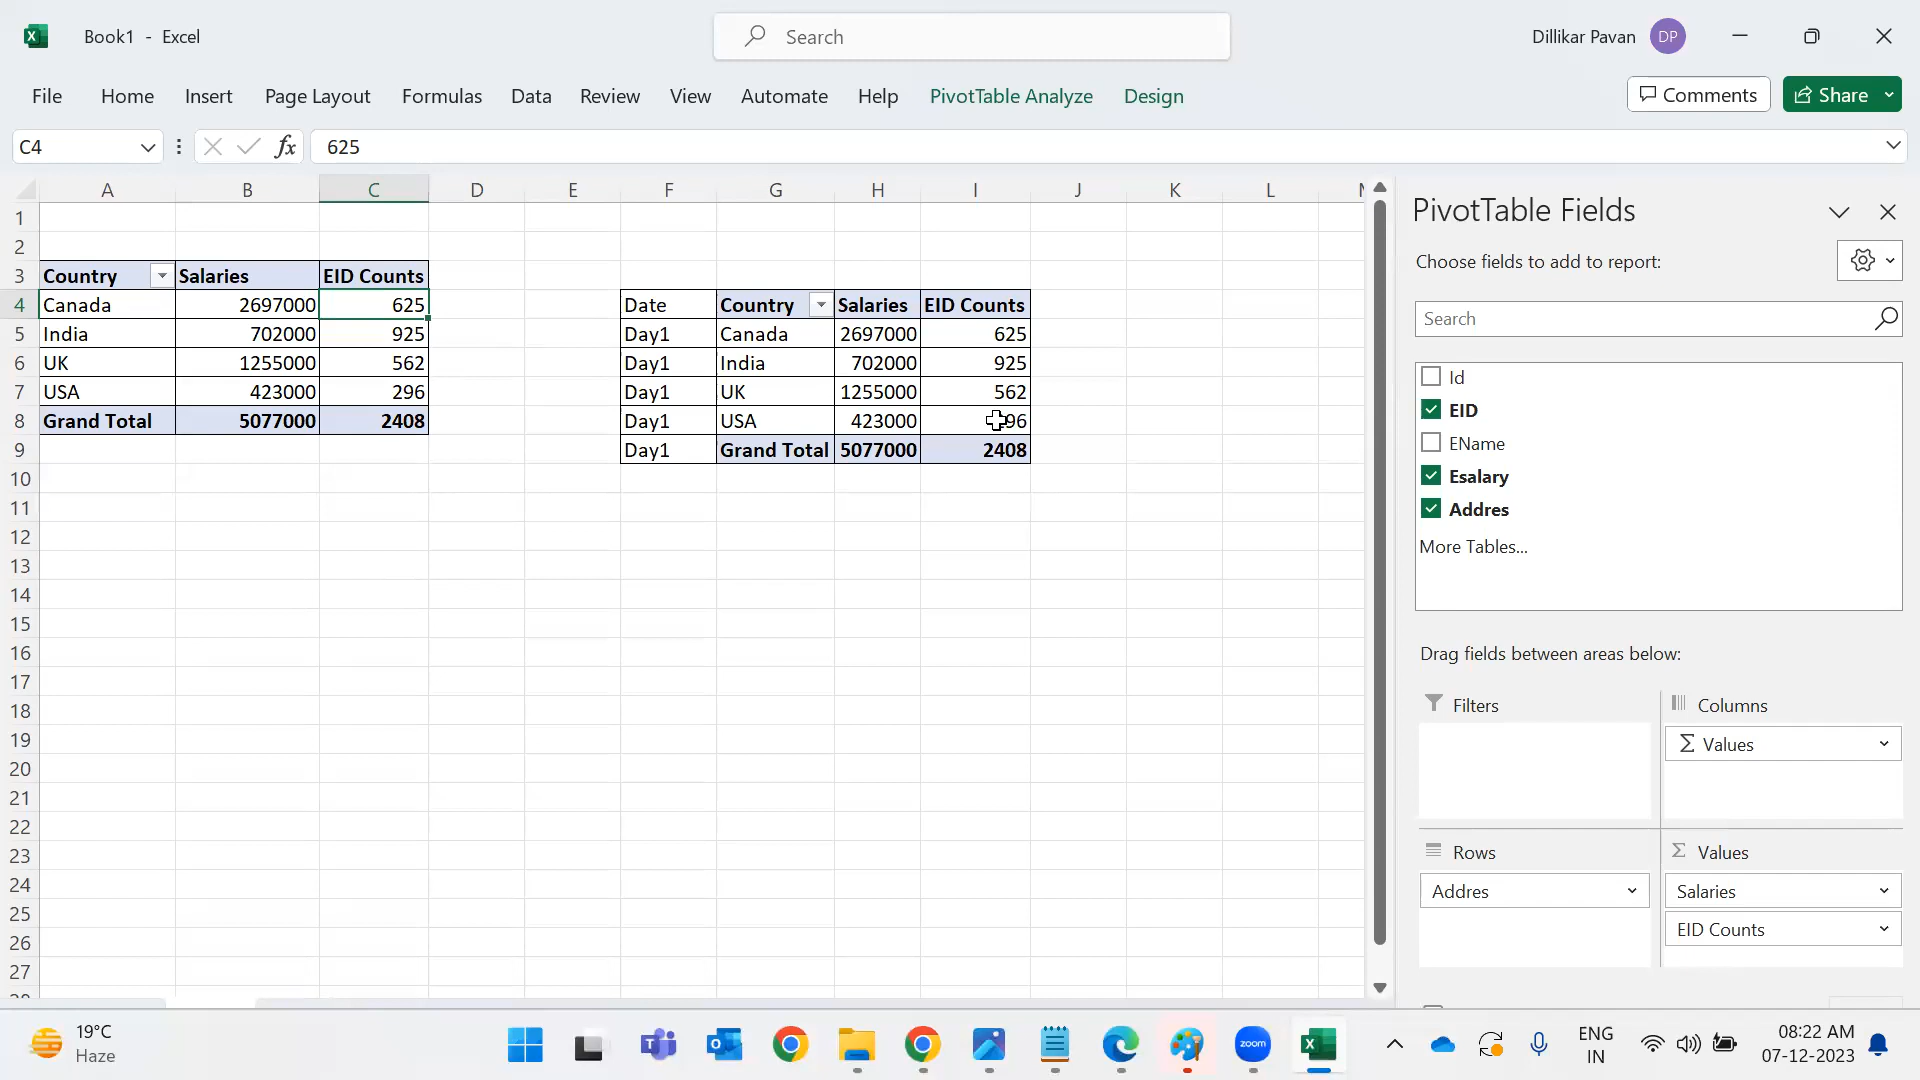 Book1 - Excel
Search
Dillikar Pavan
DP
File Home Insert Page Layout Formulas Data Review View Automate Help PivotTable Analyze Design
Comments
Share
C4
fx
625
A B C D E F G H I J K L
1
2
3 Country Salaries EID Counts
4 Canada 2697000 625 Date Country Salaries EID Counts
5 India 702000 925 Day1 Canada 2697000 625
6 UK 1255000 562 Day1 India 702000 925
7 USA 423000 296 Day1 UK 1255000 562
8 Grand Total 5077000 2408 Day1 USA 423000
9 Day1 Grand Total 5077000 2408
10
11
12
13
14
15
16
17
18
19
20
21
22
23
24
25
26
27
PivotTable Fields
Choose fields to add to report:
Search
Id
EID
EName
Esalary
Addres
More Tables...
Drag fields between areas below:
Filters
Columns
Σ Values
Rows
Σ Values
Addres
Salaries
EID Counts
19°C
Haze
zoom
ENG
IN
08:22 AM
07-12-2023